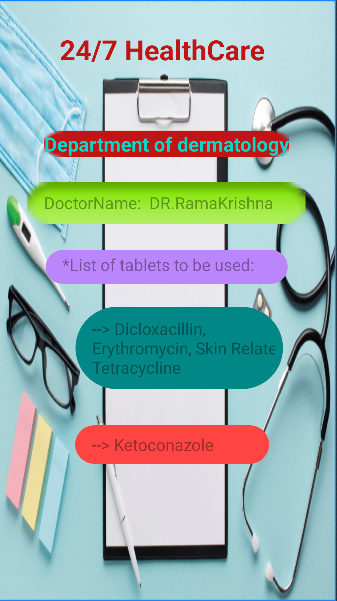 24/7 HealthCare
Department of dermatology
DoctorName:  DR.RamaKrishna
*List of tablets to be used:
--> Dicloxacillin,
Erythromycin, Skin Relate
Tetracycline
--> Ketoconazole